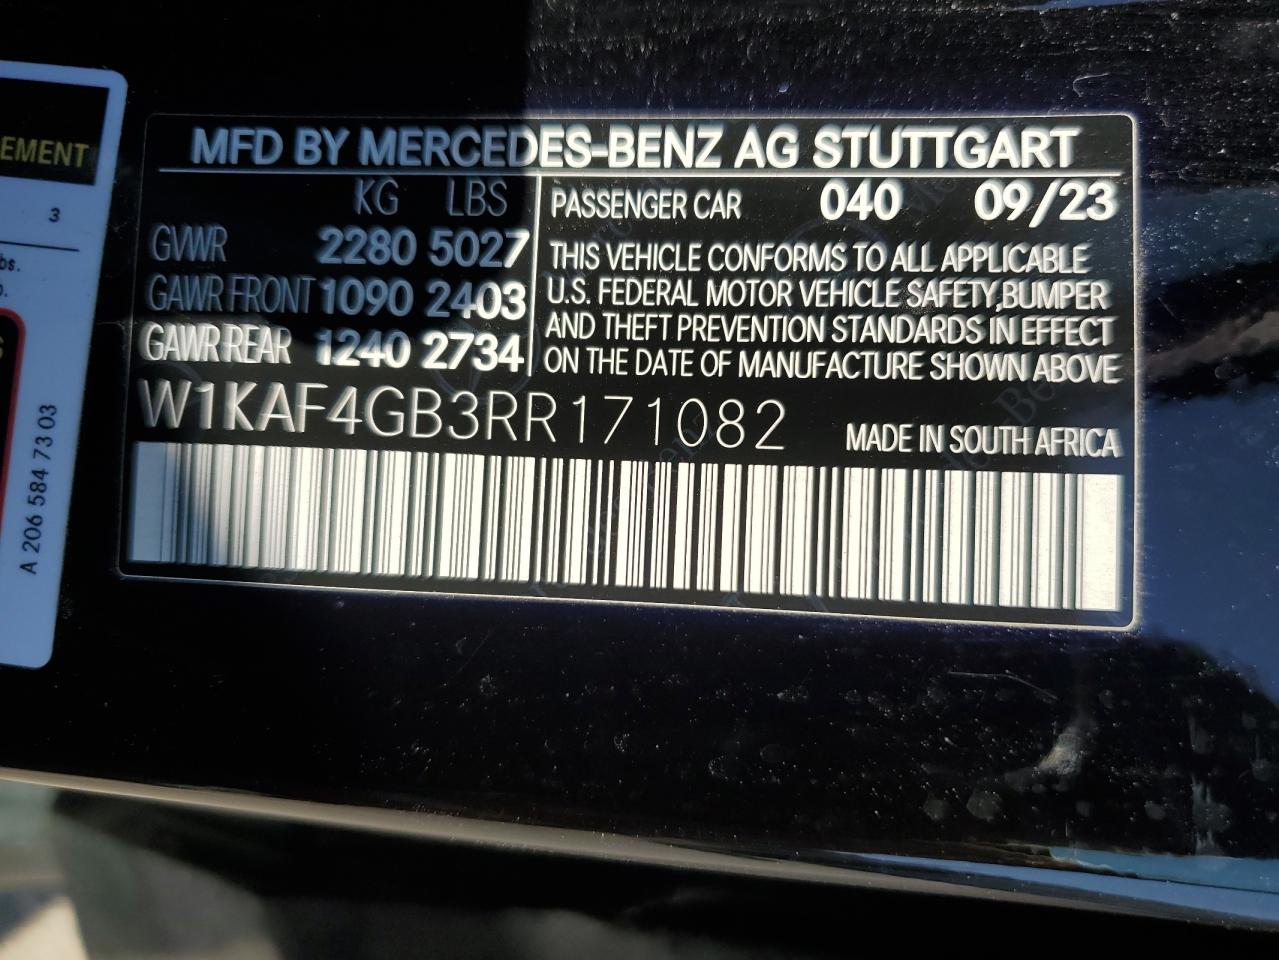 EMENT
3
bs.
A 206 584 73 03
MFD BY MERCEDES-BENZ AG STUTTGART
KG LBS
GVWR 2280 5027
GAWR FRONT 1090 2403
GAWR REAR 1240 2734
PASSENGER CAR 040 09/23
THIS VEHICLE CONFORMS TO ALL APPLICABLE
U.S. FEDERAL MOTOR VEHICLE SAFETY,BUMPER
AND THEFT PREVENTION STANDARDS IN EFFECT
ON THE DATE OF MANUFACTURE SHOWN ABOVE
W1KAF4GB3RR171082
MADE IN SOUTH AFRICA